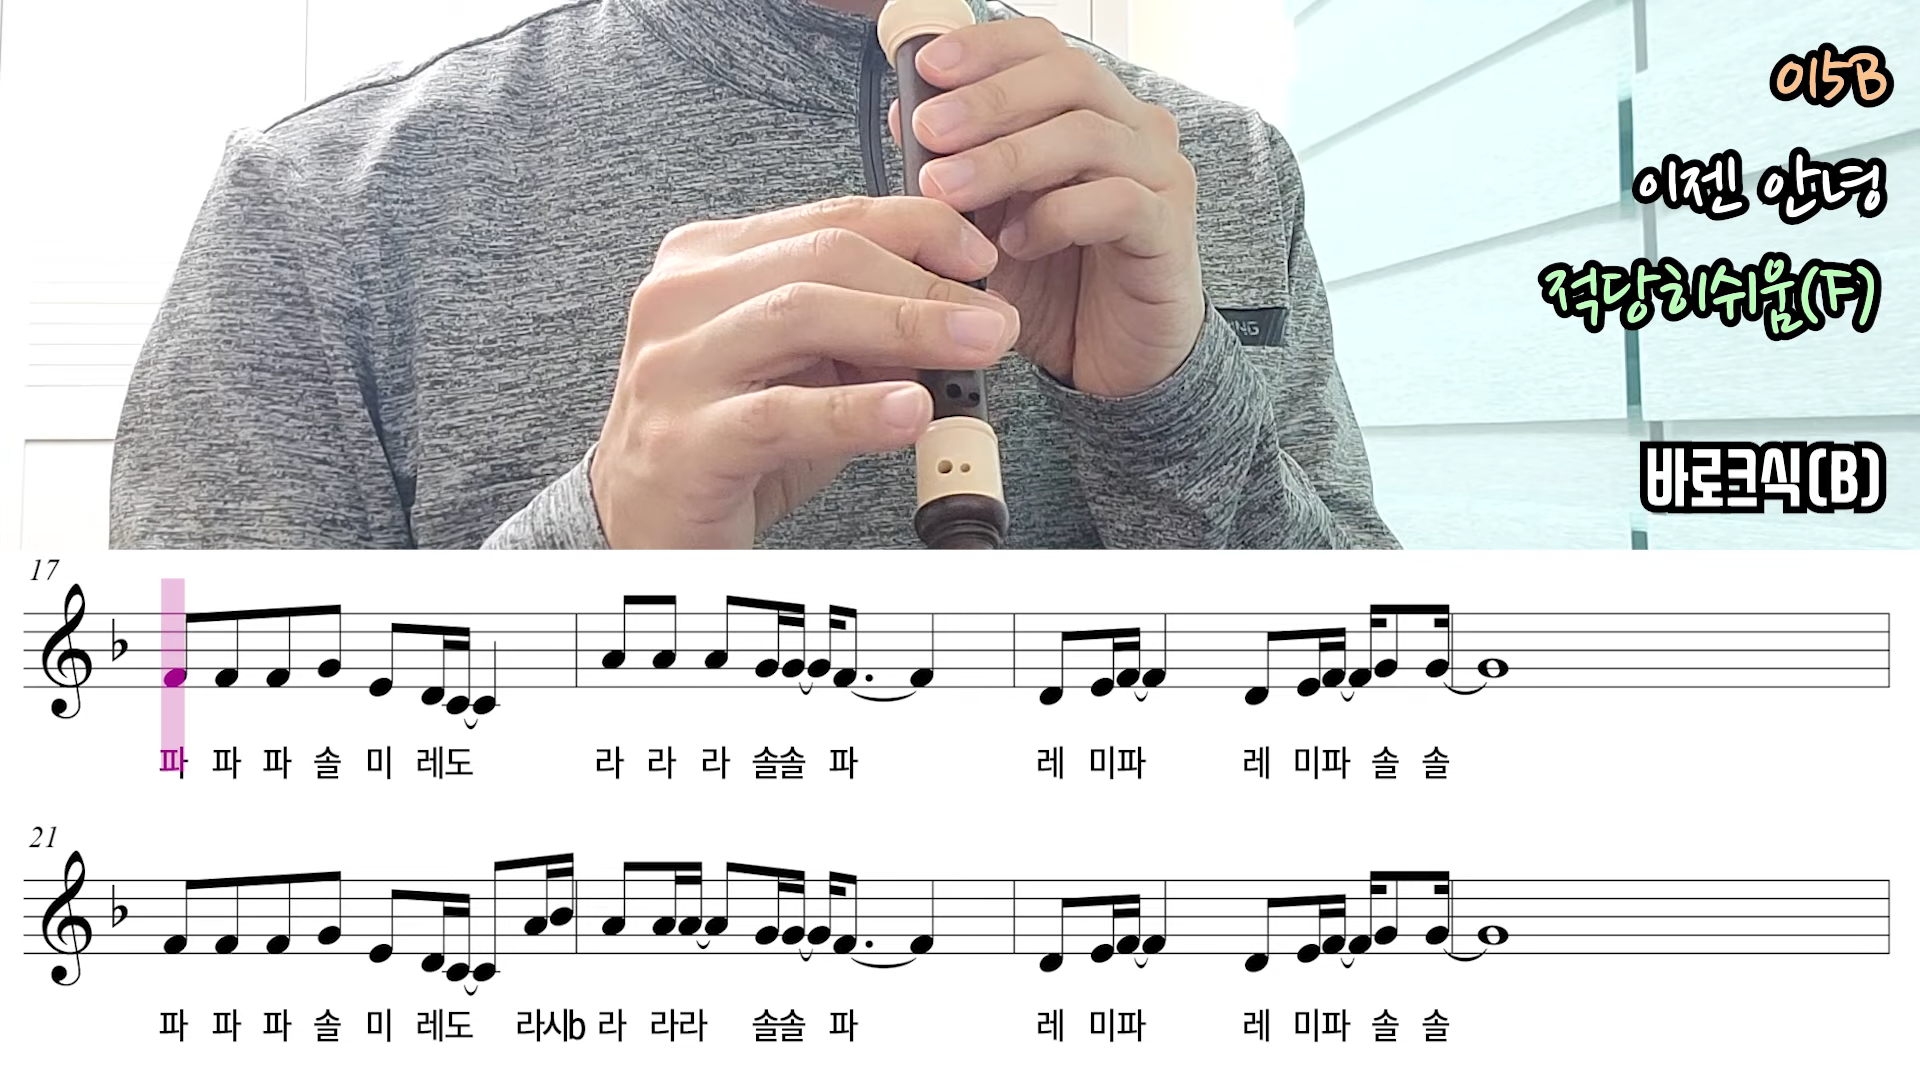 015B
이젠 안녕
적당히쉬움(F)
바로크식(B)
17
파 파 파 솔 미 레도 라 라 라 솔솔 파 레 미파 레 미파 솔 솔
21
파 파 파 솔 미 레도 라시b 라 라라 솔솔 파 레 미파 레 미파 솔 솔